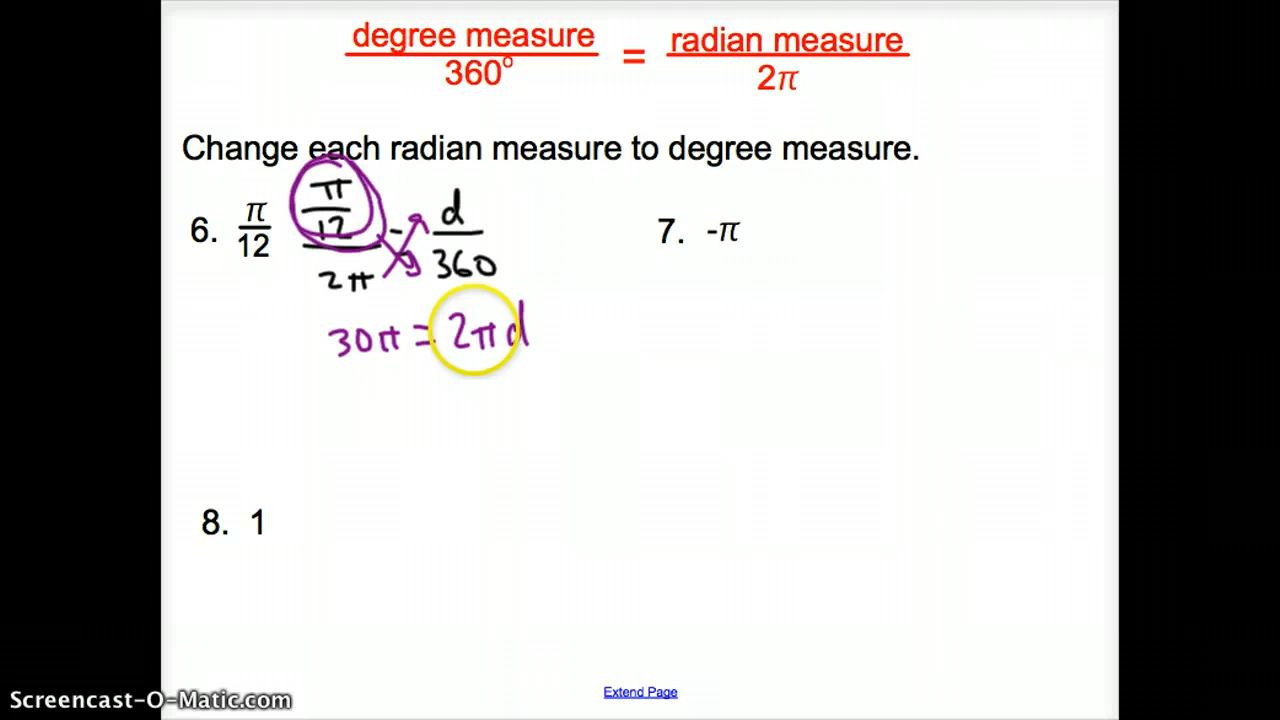 degree measure = radian measure
360° 2π
Change each radian measure to degree measure.
6. π/12 π/12 / 2π = d / 360
7. -π
30π = 2πd
8. 1
Extend Page
Screencast-O-Matic.com